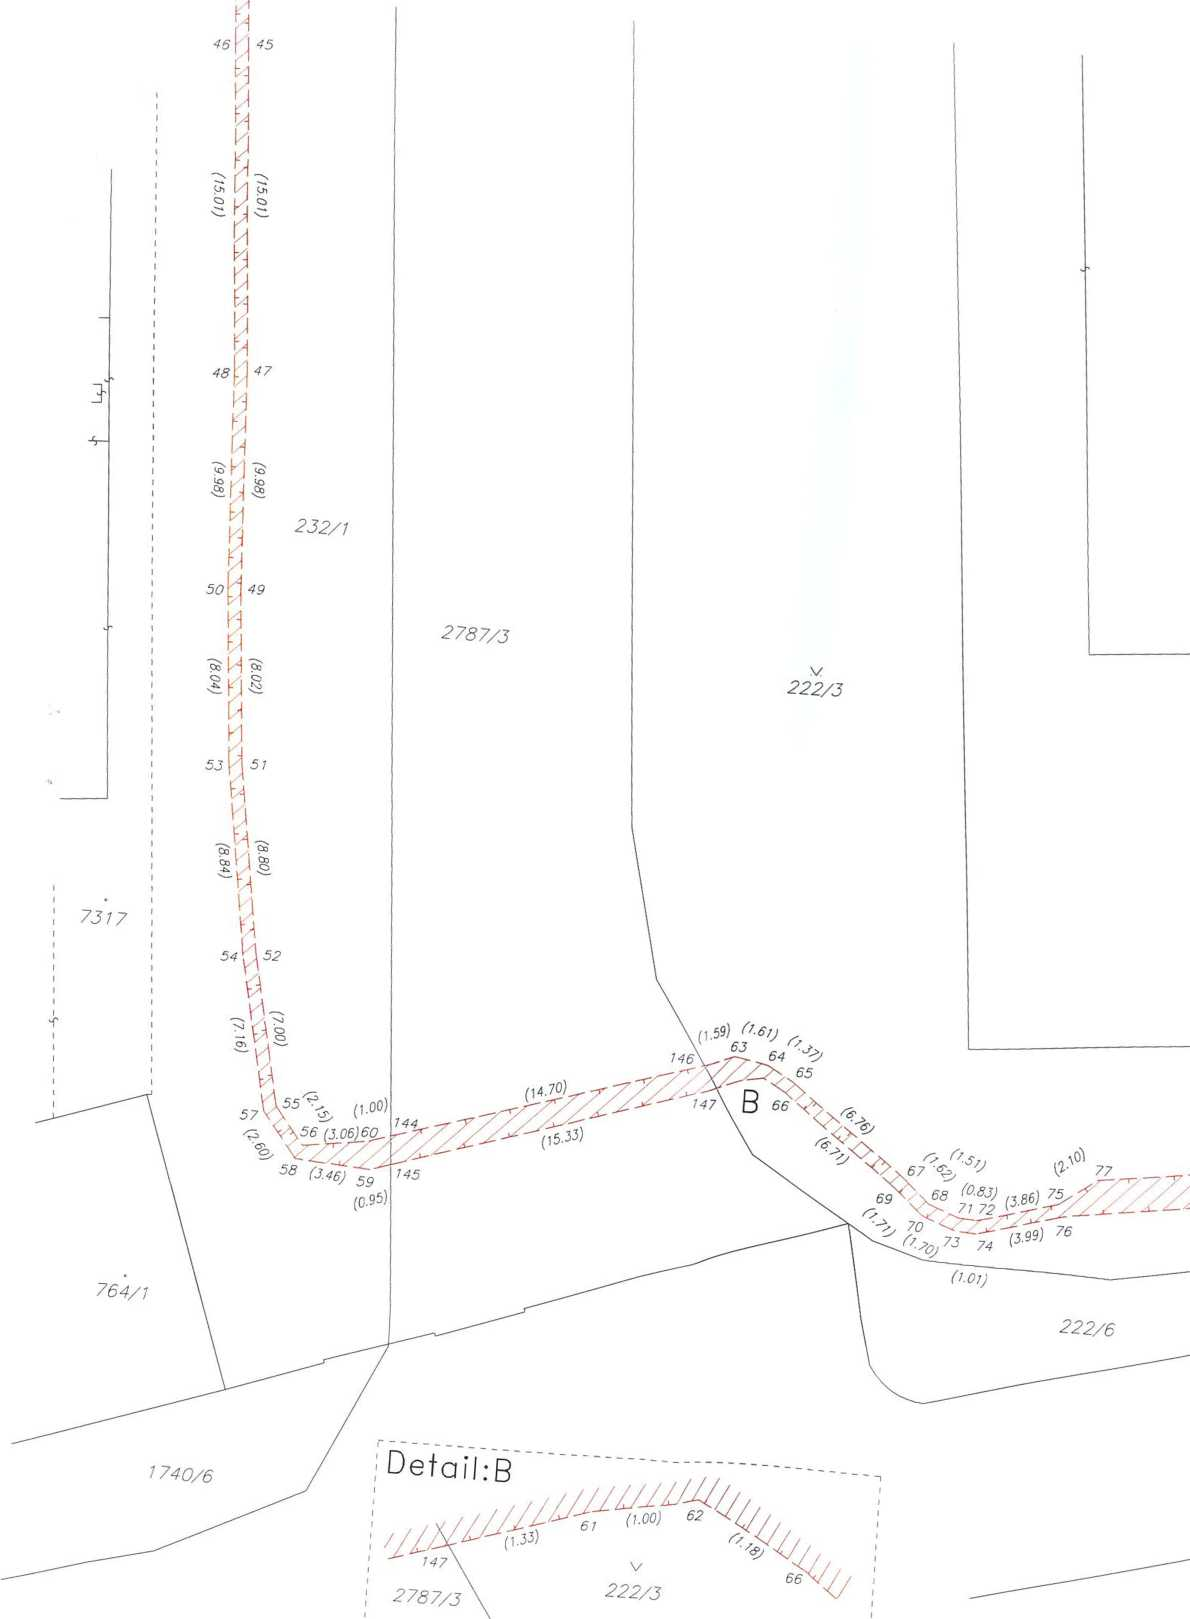 46 45
(15.01) (15.01)
48 47
(9.98) (9.98)
232/1
50 49
2787/3
(8.04) (8.02)
222/3
53 51
(8.84) (8.80)
7317
54 52
(7.16) (7.00)
(1.59) (1.61) (1.37)
146 63 64 65
147 B 66
57 55 (2.15) (1.00) (14.70)
56 (3.06) 60 144
(2.60) (15.33)
58 (3.46) 59 145
(0.95)
(6.76)
(6.71)
67 (1.62) (1.51) (2.10) 77
69 68 (0.83) (3.86) 75
70 71 72
(1.71) (1.70) 73 74 (3.99) 76
(1.01)
764/1
222/6
1740/6
Detail:B
147 (1.33) 61 (1.00) 62
(1.18)
66
2787/3 222/3